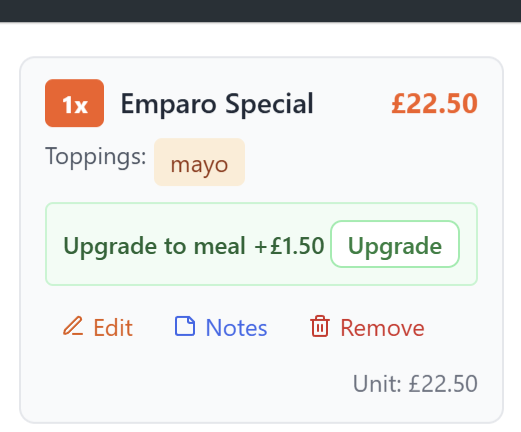 1x Emparo Special £22.50
Toppings: mayo
Upgrade to meal +£1.50 Upgrade
Edit Notes Remove
Unit: £22.50